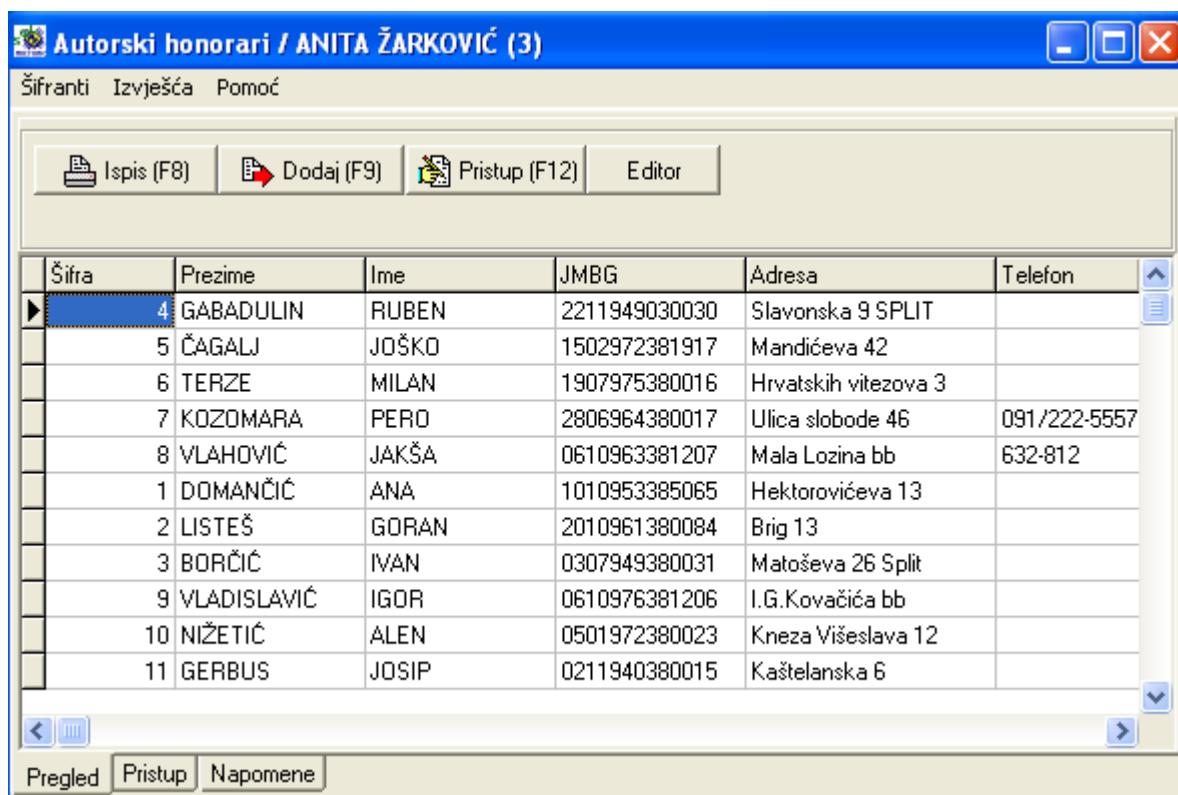 Autorski honorari / ANITA ŽARKOVIĆ (3)
Šifranti Izvješća Pomoć
Ispis (F8) Dodaj (F9) Pristup (F12) Editor
Šifra Prezime Ime JMBG Adresa Telefon
4 GABADULIN RUBEN 2211949030030 Slavonska 9 SPLIT
5 ČAGALJ JOŠKO 1502972381917 Mandićeva 42
6 TERZE MILAN 1907975380016 Hrvatskih vitezova 3
7 KOZOMARA PERO 2806964380017 Ulica slobode 46 091/222-5557
8 VLAHOVIĆ JAKŠA 0610963381207 Mala Lozina bb 632-812
1 DOMANČIĆ ANA 1010953385065 Hektorovićeva 13
2 LISTEŠ GORAN 2010961380084 Brig 13
3 BORČIĆ IVAN 0307949380031 Matoševa 26 Split
9 VLADISLAVIĆ IGOR 0610976381206 I.G.Kovačića bb
10 NIŽETIĆ ALEN 0501972380023 Kneza Višeslava 12
11 GERBUS JOSIP 0211940380015 Kaštelanska 6
Pregled Pristup Napomene